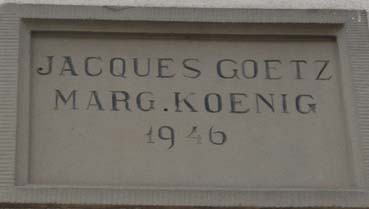 JACQUES GOETZ
MARG. KOENIG
1946